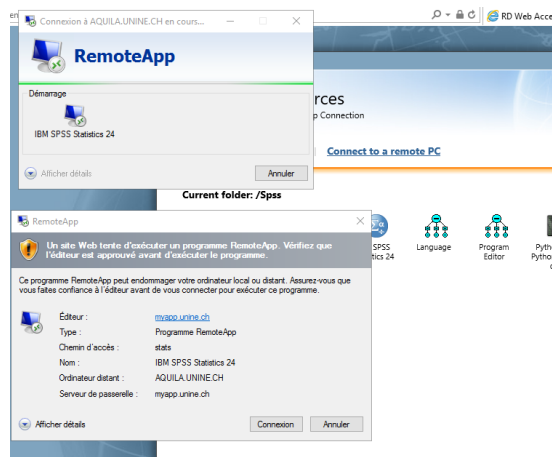 Connexion à AQUILA.UNINE.CH en cours...
RD Web Acce
RemoteApp
Démarrage
IBM SPSS Statistics 24
Afficher détails
Annuler
rces
p Connection
Connect to a remote PC
Current folder: /Spss
SPSS
tics 24
Language
Program
Editor
Pyth
Python
RemoteApp
Un site Web tente d'exécuter un programme RemoteApp. Vérifiez que
l'éditeur est approuvé avant d'exécuter le programme.
Ce programme RemoteApp peut endommager votre ordinateur local ou distant. Assurez-vous que
vous faites confiance à l'éditeur avant de vous connecter pour exécuter ce programme.
Éditeur : myapp.unine.ch
Type : Programme RemoteApp
Chemin d'accès : stats
Nom : IBM SPSS Statistics 24
Ordinateur distant : AQUILA.UNINE.CH
Serveur de passerelle : myapp.unine.ch
Afficher détails
Connexion
Annuler